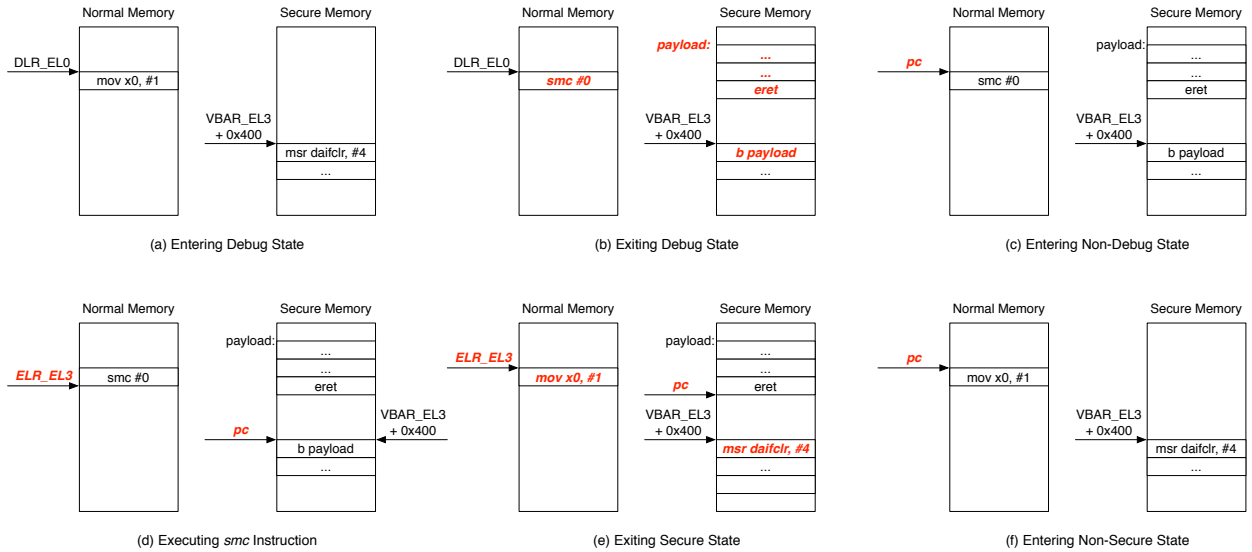 Normal Memory
Secure Memory
DLR_EL0
mov x0, #1
VBAR_EL3
+ 0x400
msr daifclr, #4
...
(a) Entering Debug State
Normal Memory
Secure Memory
payload:
DLR_EL0
smc #0
...
...
eret
VBAR_EL3
+ 0x400
b payload
...
(b) Exiting Debug State
Normal Memory
Secure Memory
payload:
pc
smc #0
...
...
eret
VBAR_EL3
+ 0x400
b payload
...
(c) Entering Non-Debug State
Normal Memory
Secure Memory
payload:
ELR_EL3
smc #0
...
...
eret
pc
VBAR_EL3
+ 0x400
b payload
...
(d) Executing smc Instruction
Normal Memory
Secure Memory
payload:
ELR_EL3
mov x0, #1
...
...
pc
eret
VBAR_EL3
+ 0x400
msr daifclr, #4
...
(e) Exiting Secure State
Normal Memory
Secure Memory
pc
mov x0, #1
VBAR_EL3
+ 0x400
msr daifclr, #4
...
(f) Entering Non-Secure State